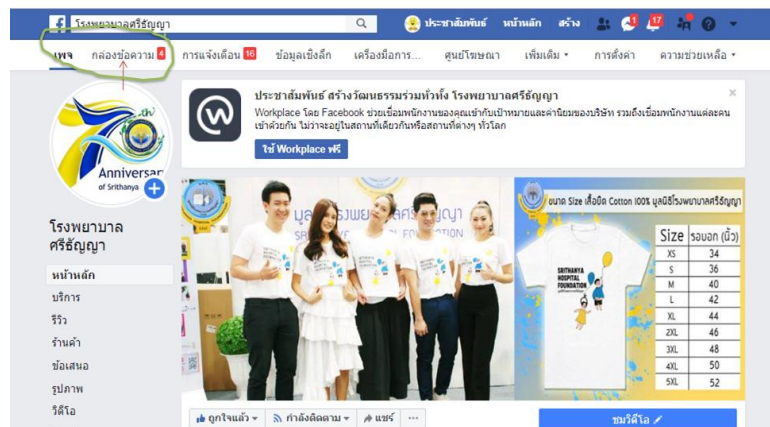 โรงพยาบาลศรีธัญญา
ประชาสัมพันธ์ หน้าหลัก สร้าง 1 17
เพจ กล่องข้อความ 4 การแจ้งเตือน 16 ข้อมูลเชิงลึก เครื่องมือการ... ศูนย์โฆษณา เพิ่มเติม การตั้งค่า ความช่วยเหลือ
ประชาสัมพันธ์ สร้างวัฒนธรรมร่วมทั่วทั้ง โรงพยาบาลศรีธัญญา
Workplace โดย Facebook ช่วยเชื่อมพนักงานของคุณเข้ากับเป้าหมายและค่านิยมของบริษัท รวมถึงเชื่อมพนักงานแต่ละคน
เข้าด้วยกัน ไม่ว่าจะอยู่ในสถานที่เดียวกันหรือสถานที่ต่างๆ ทั่วโลก
ใช้ Workplace ฟรี
70th
Anniversary
of Srithanya
โรงพยาบาล
ศรีธัญญา
หน้าหลัก
บริการ
รีวิว
ร้านค้า
ข้อเสนอ
รูปภาพ
วิดีโอ
ขนาด Size เสื้อยืด Cotton 100% มูลนิธิโรงพยาบาลศรีธัญญา
SRITHANYA
HOSPITAL
FOUNDATION
Size รอบอก (นิ้ว)
XS 34
S 36
M 40
L 42
XL 44
2XL 46
3XL 48
4XL 50
5XL 52
ถูกใจแล้ว กำลังติดตาม แชร์ ...
ชมวิดีโอ